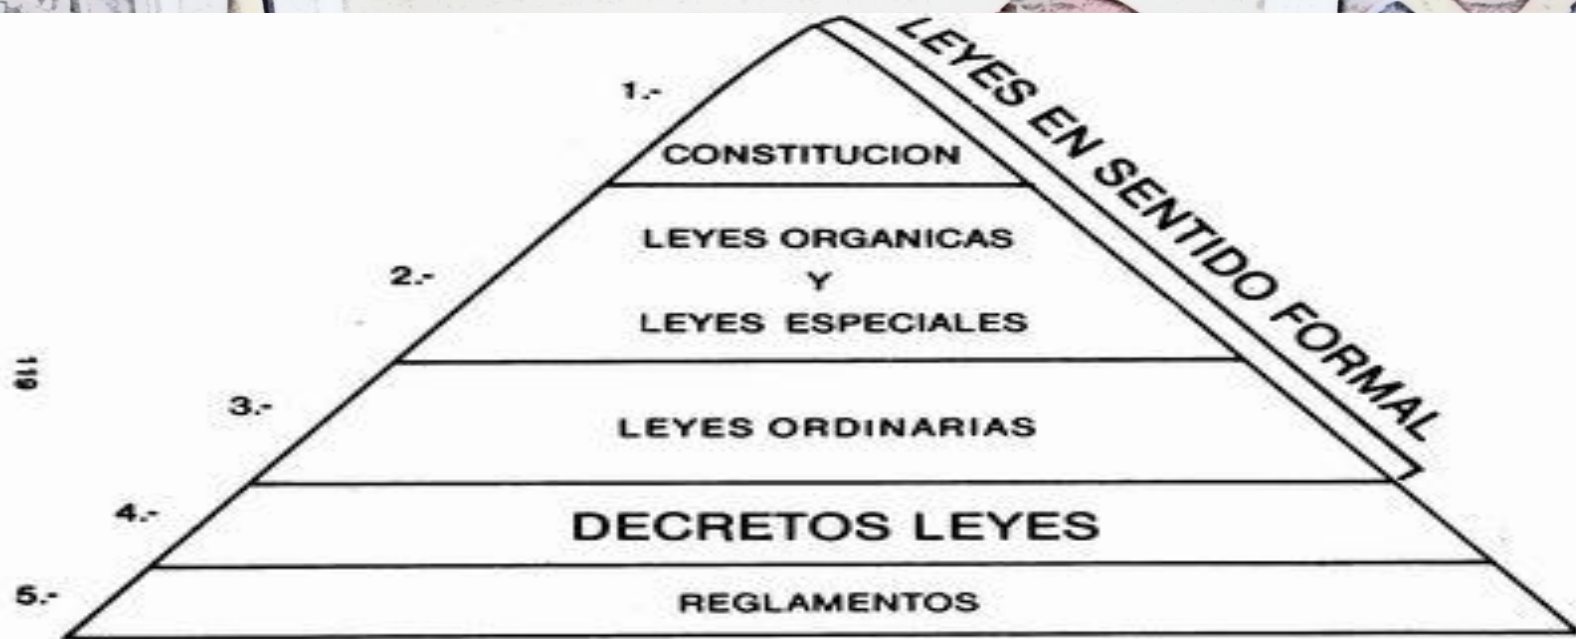 1.-
CONSTITUCION
2.-
LEYES ORGANICAS
Y
LEYES ESPECIALES
3.-
LEYES ORDINARIAS
4.-
DECRETOS LEYES
5.-
REGLAMENTOS
LEYES EN SENTIDO FORMAL
119